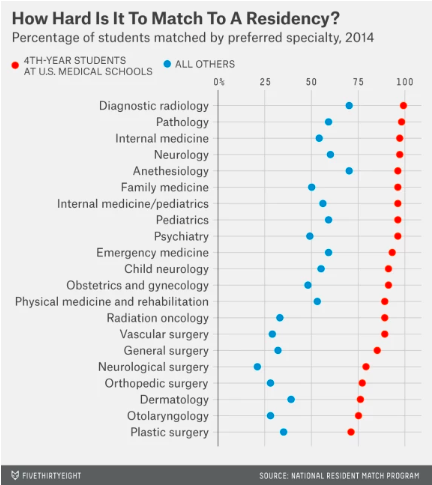 How Hard Is It To Match To A Residency?
Percentage of students matched by preferred specialty, 2014
4TH-YEAR STUDENTS
AT U.S. MEDICAL SCHOOLS
ALL OTHERS
0% 25 50 75 100
Diagnostic radiology
Pathology
Internal medicine
Neurology
Anethesiology
Family medicine
Internal medicine/pediatrics
Pediatrics
Psychiatry
Emergency medicine
Child neurology
Obstetrics and gynecology
Physical medicine and rehabilitation
Radiation oncology
Vascular surgery
General surgery
Neurological surgery
Orthopedic surgery
Dermatology
Otolaryngology
Plastic surgery
FIVETHIRTYEIGHT
SOURCE: NATIONAL RESIDENT MATCH PROGRAM